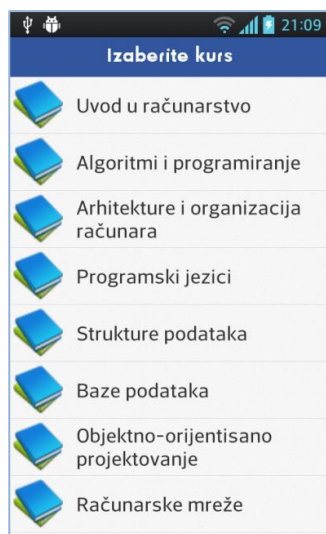 21:09
Izaberite kurs
Uvod u računarstvo
Algoritmi i programiranje
Arhitekture i organizacija
računara
Programski jezici
Strukture podataka
Baze podataka
Objektno-orijentisano
projektovanje
Računarske mreže